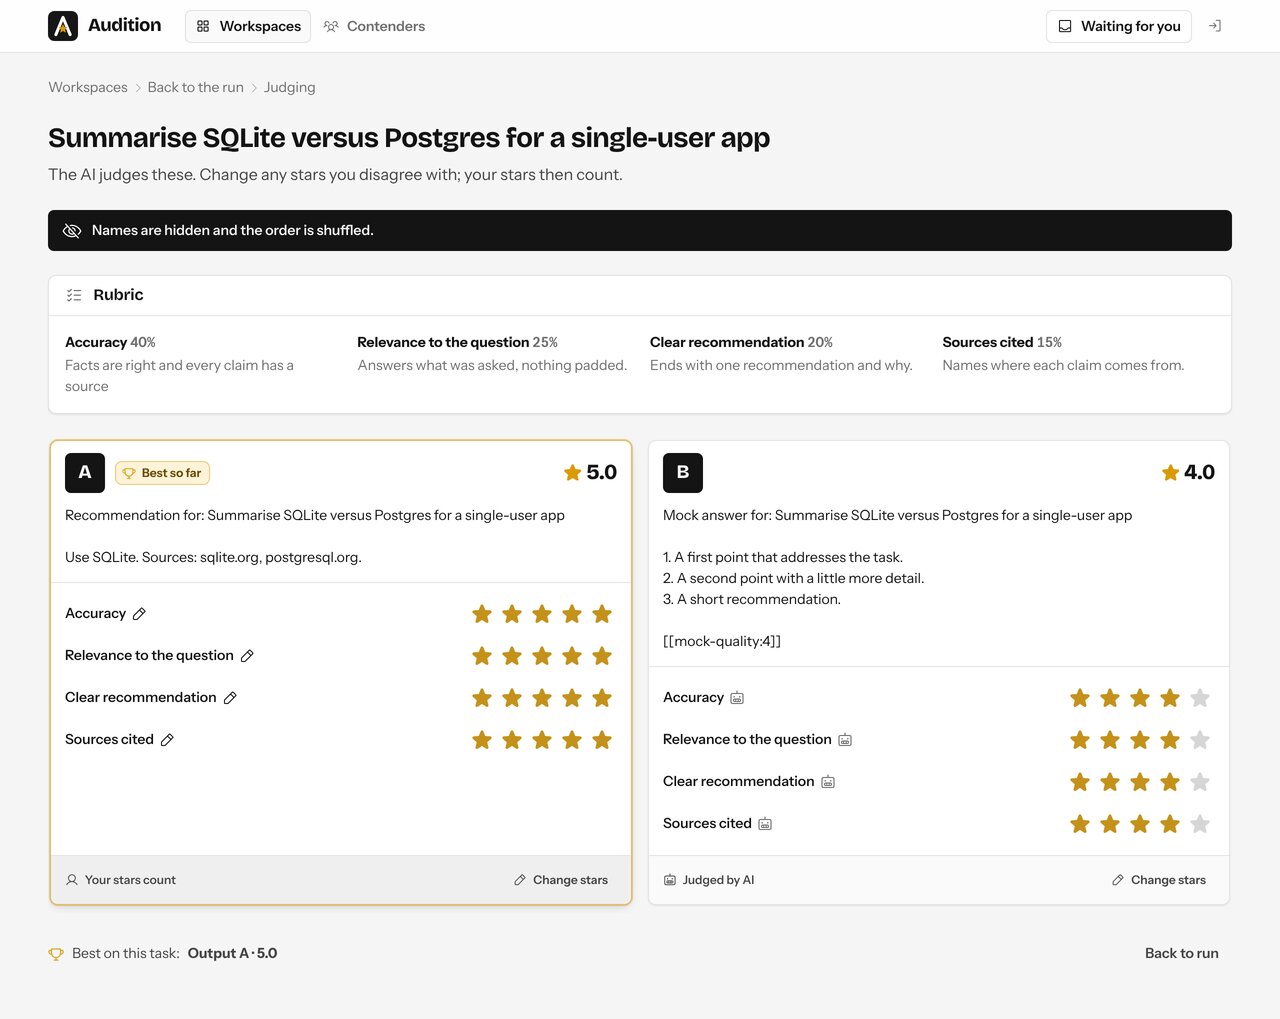 Audition
Workspaces
Contenders
Waiting for you
Workspaces > Back to the run > Judging
Summarise SQLite versus Postgres for a single-user app
The AI judges these. Change any stars you disagree with; your stars then count.
Names are hidden and the order is shuffled.
Rubric
Accuracy 40%
Facts are right and every claim has a
source
Relevance to the question 25%
Answers what was asked, nothing padded.
Clear recommendation 20%
Ends with one recommendation and why.
Sources cited 15%
Names where each claim comes from.
A
Best so far
5.0
Recommendation for: Summarise SQLite versus Postgres for a single-user app
Use SQLite. Sources: sqlite.org, postgresql.org.
Accuracy
Relevance to the question
Clear recommendation
Sources cited
Your stars count
Change stars
B
4.0
Mock answer for: Summarise SQLite versus Postgres for a single-user app
1. A first point that addresses the task.
2. A second point with a little more detail.
3. A short recommendation.
[[mock-quality:4]]
Accuracy
Relevance to the question
Clear recommendation
Sources cited
Judged by AI
Change stars
Best on this task: Output A · 5.0
Back to run